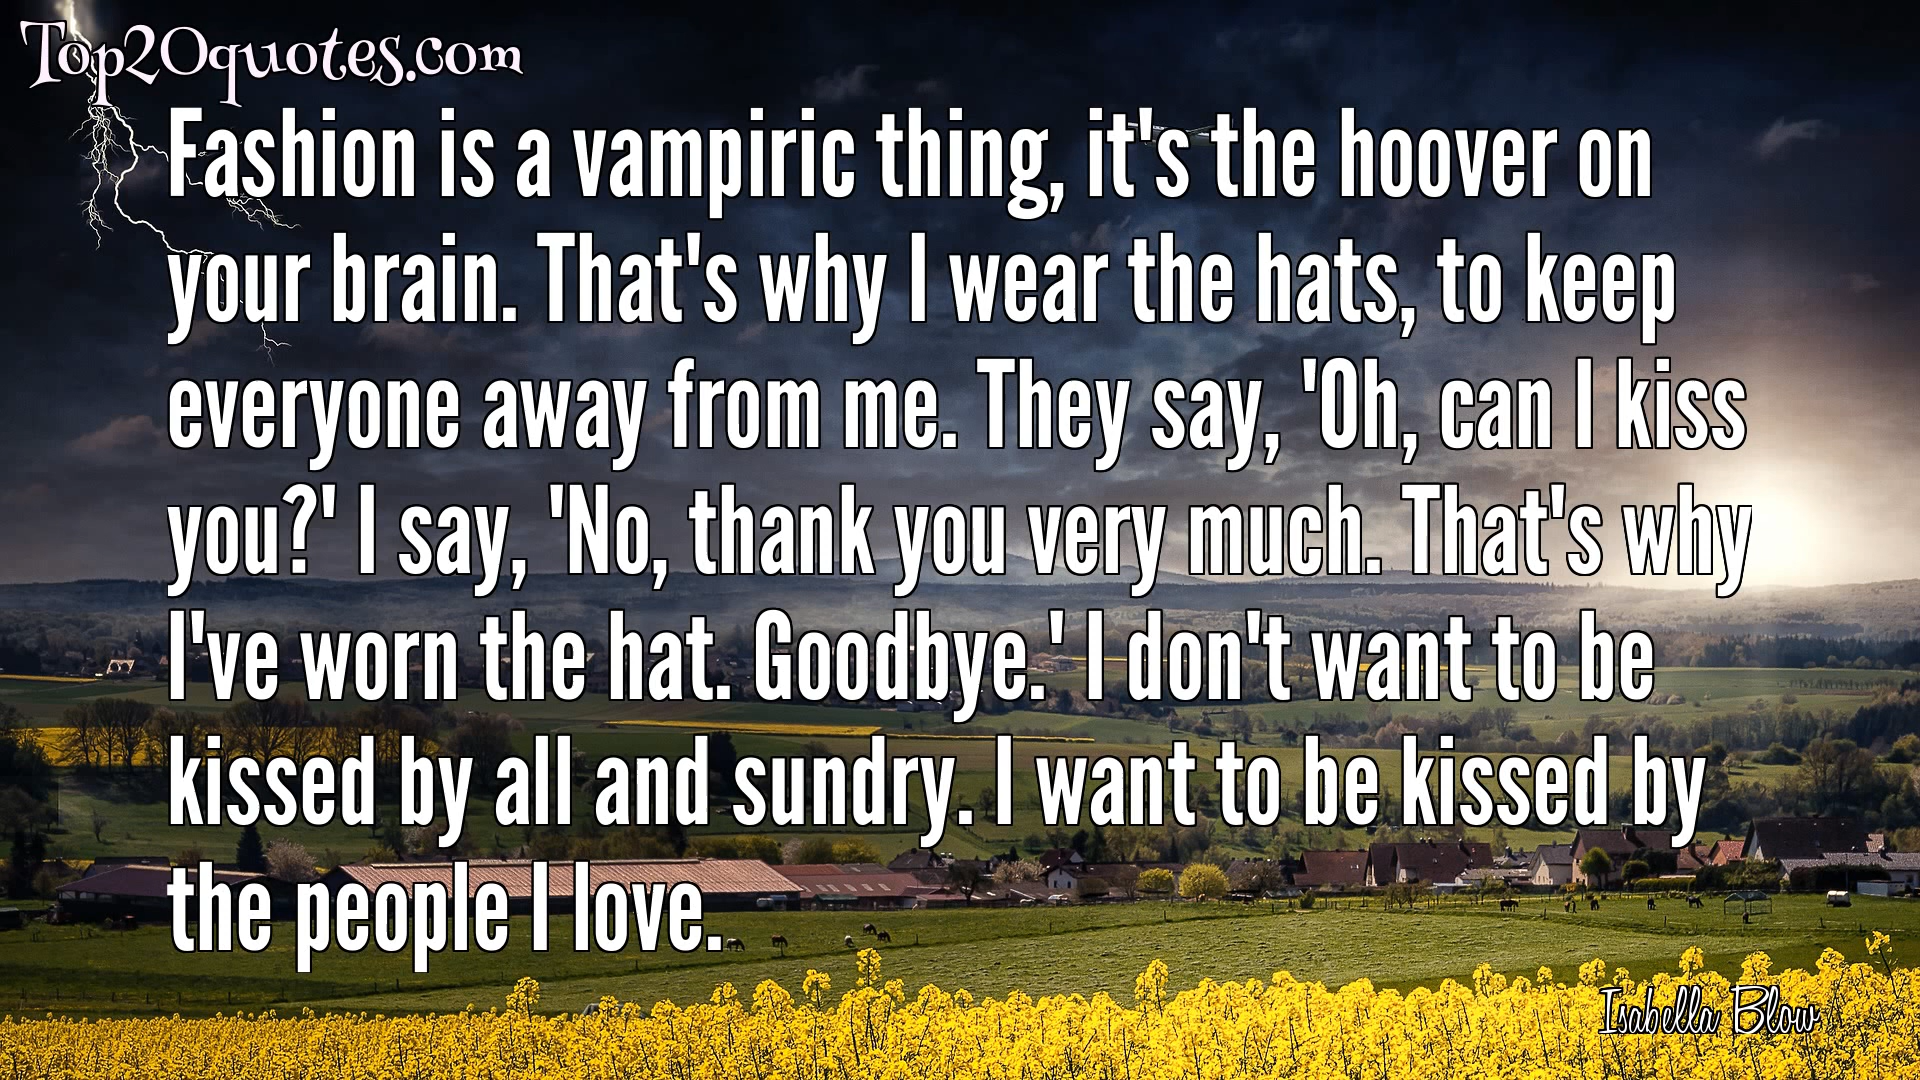 Top20quotes.com
Fashion is a vampiric thing, it's the hoover on
your brain. That's why I wear the hats, to keep
everyone away from me. They say, 'Oh, can I kiss
you?' I say, 'No, thank you very much. That's why
I've worn the hat. Goodbye.' I don't want to be
kissed by all and sundry. I want to be kissed by
the people I love.
Isabella Blow